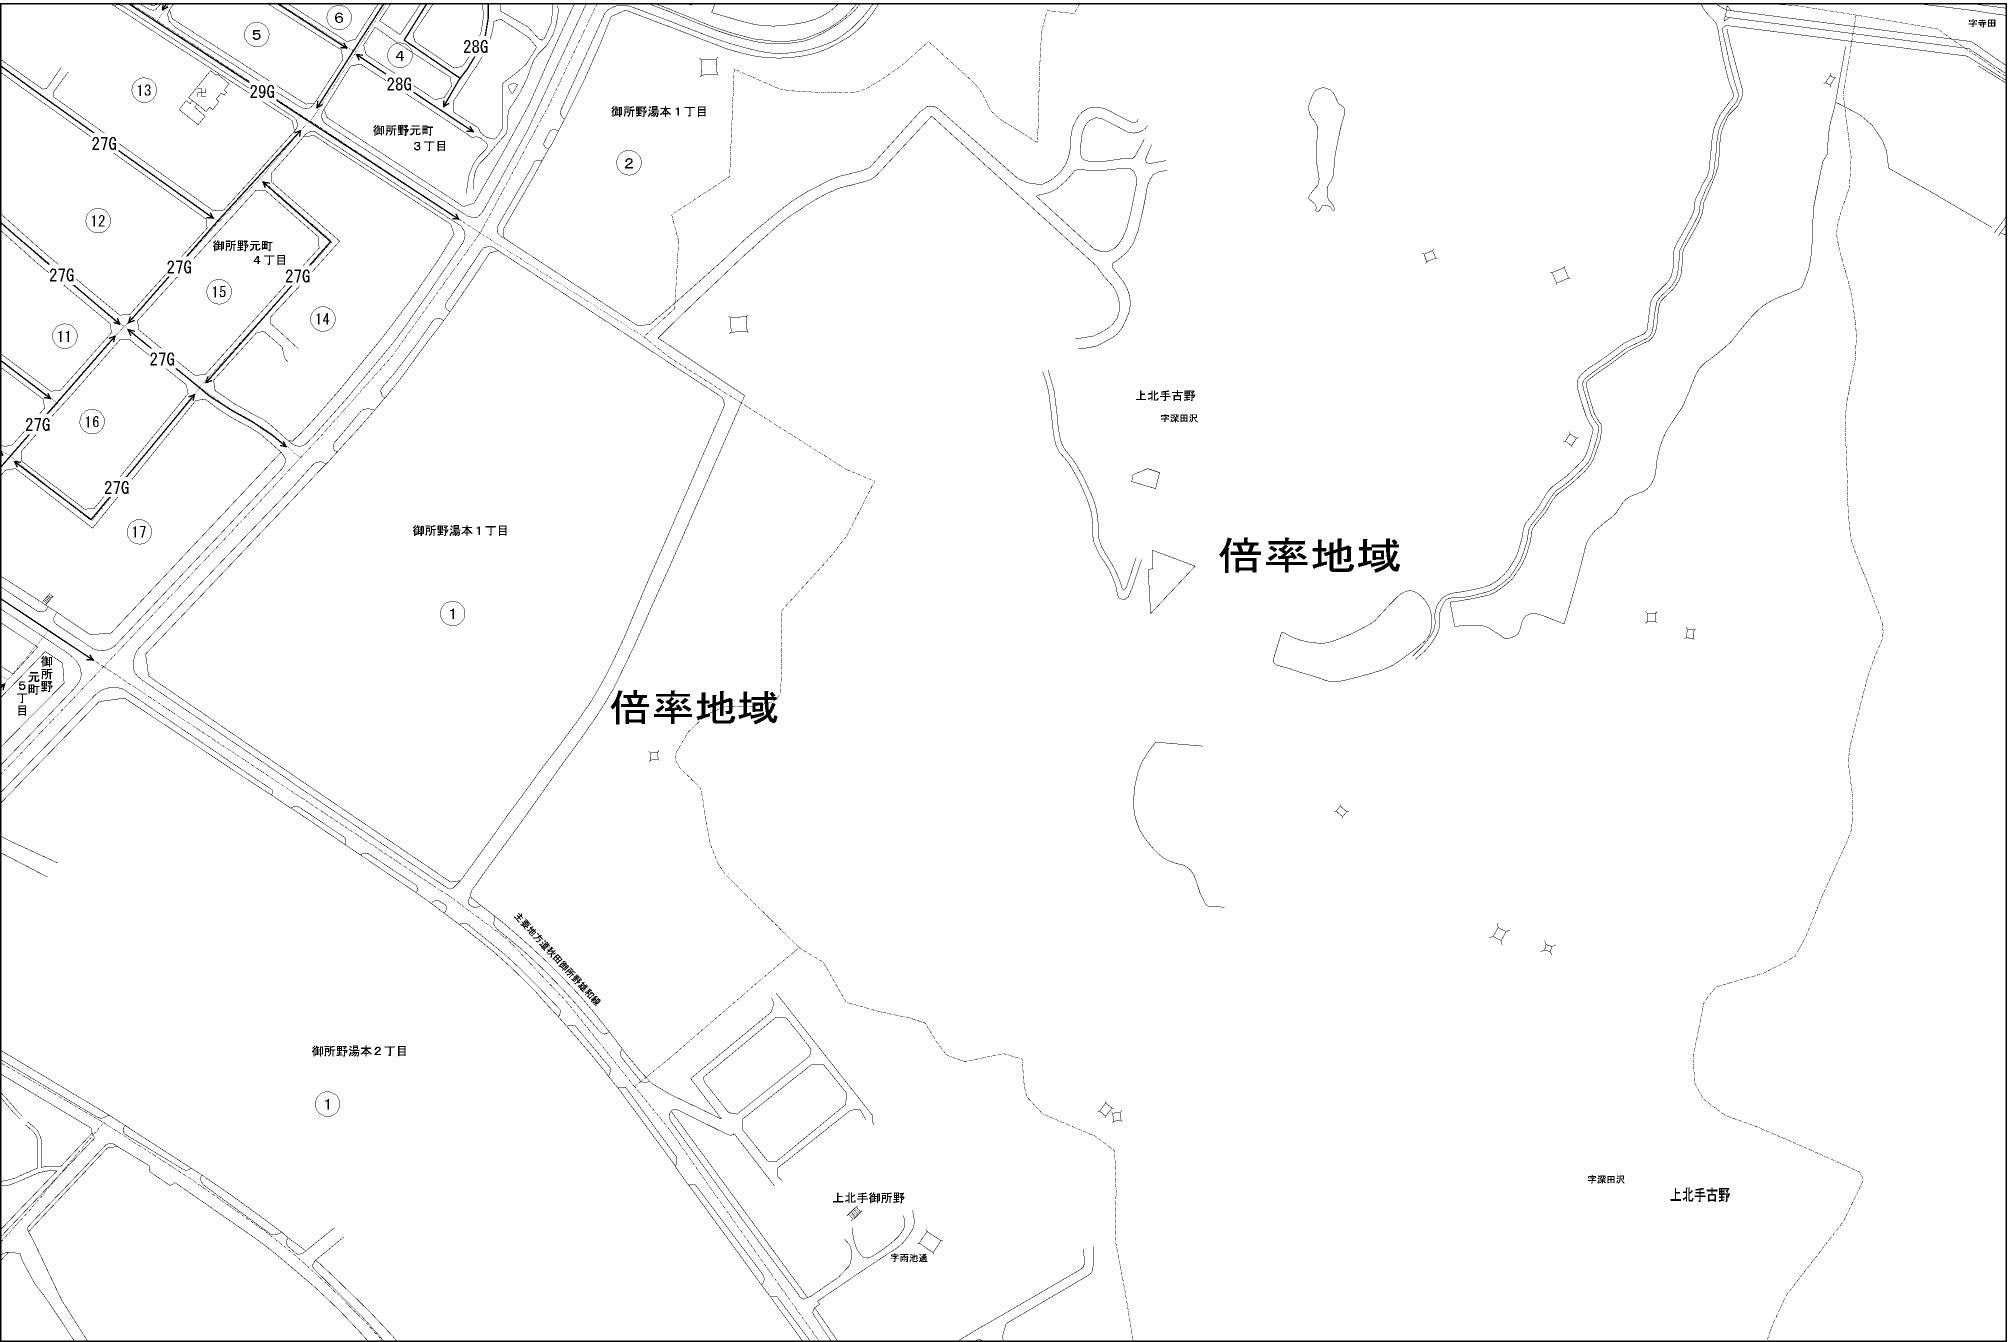 6
5
4
28G
字寺田
13
卍
28G
29G
御所野湯本1丁目
御所野元町
3丁目
27G
2
12
御所野元町
4丁目
27G
27G
27G
15
14
11
27G
上北手古野
字深田沢
16
27G
27G
17
御所野湯本1丁目
倍率地域
1
御所野
元町
5丁目
倍率地域
主要地方道秋田御所野雄和線
御所野湯本2丁目
1
字深田沢
上北手古野
上北手御所野
字雨池通